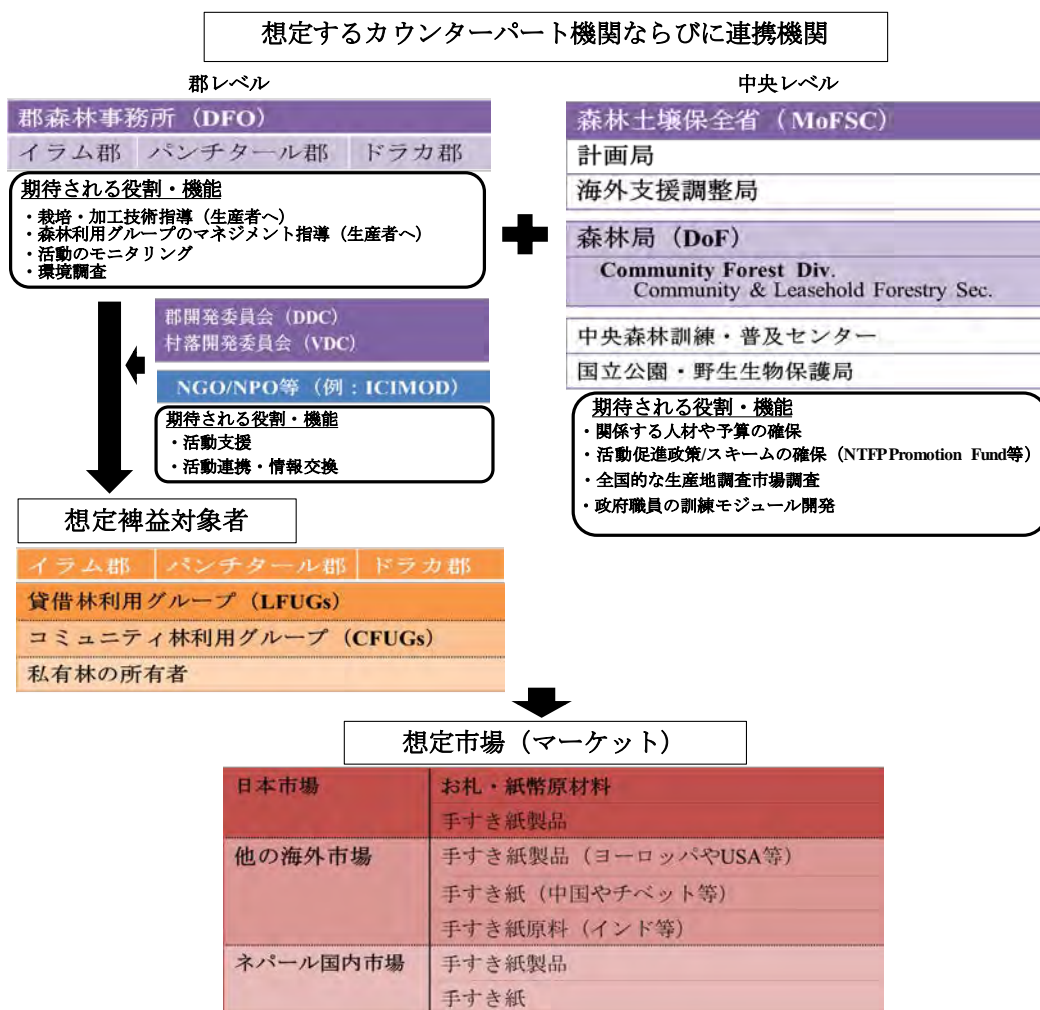 想定するカウンターパート機関ならびに連携機関
郡レベル
郡森林事務所（DFO）
イラム郡 パンチタール郡 ドラカ郡
期待される役割・機能
・栽培・加工技術指導（生産者へ）
・森林利用グループのマネジメント指導（生産者へ）
・活動のモニタリング
・環境調査
郡開発委員会（DDC）
村落開発委員会（VDC）
NGO/NPO等（例：ICIMOD）
期待される役割・機能
・活動支援
・活動連携・情報交換
中央レベル
森林土壌保全省（MoFSC）
計画局
海外支援調整局
森林局（DoF）
Community Forest Div.
Community & Leasehold Forestry Sec.
中央森林訓練・普及センター
国立公園・野生生物保護局
期待される役割・機能
・関係する人材や予算の確保
・活動促進政策/スキームの確保（NTFP Promotion Fund等）
・全国的な生産地調査市場調査
・政府職員の訓練モジュール開発
想定裨益対象者
イラム郡 パンチタール郡 ドラカ郡
貸借林利用グループ（LFUGs）
コミュニティ林利用グループ（CFUGs）
私有林の所有者
想定市場（マーケット）
日本市場 お札・紙幣原材料
手すき紙製品
他の海外市場 手すき紙製品（ヨーロッパやUSA等）
手すき紙（中国やチベット等）
手すき紙原料（インド等）
ネパール国内市場 手すき紙製品
手すき紙